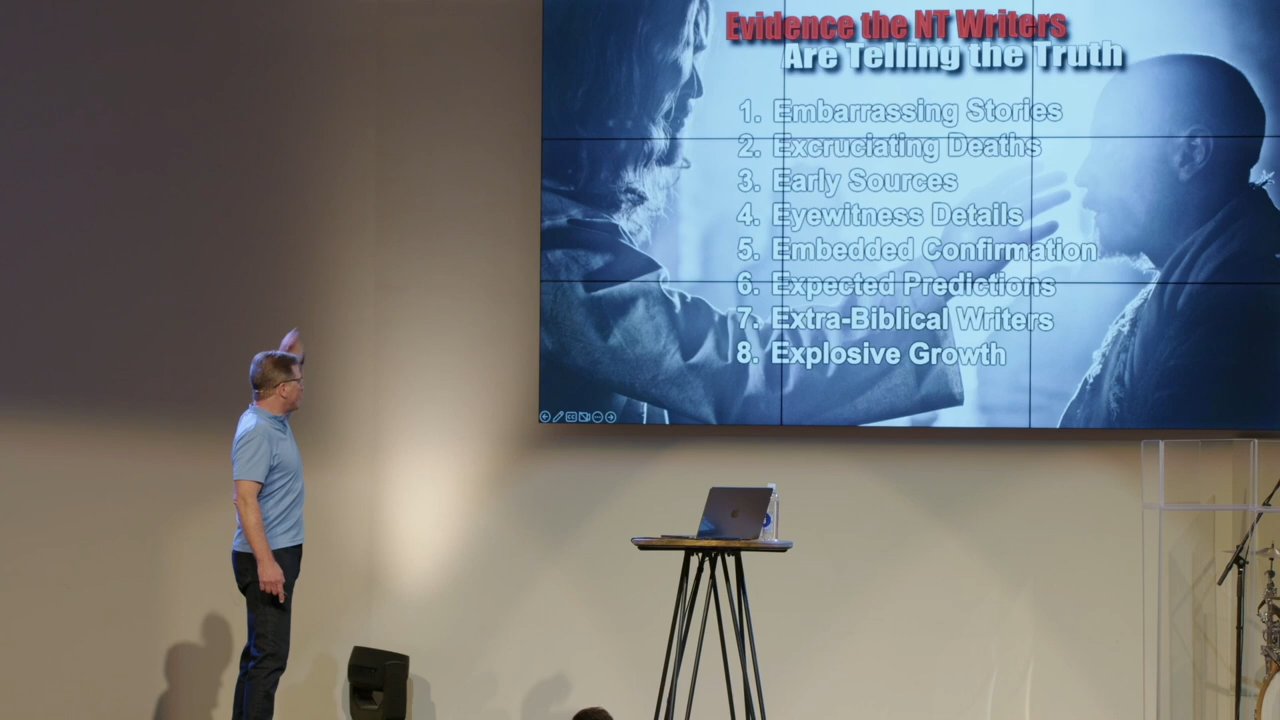 Evidence the NT Writers
Are Telling the Truth
1. Embarrassing Stories
2. Excruciating Deaths
3. Early Sources
4. Eyewitness Details
5. Embedded Confirmation
6. Expected Predictions
7. Extra-Biblical Writers
8. Explosive Growth